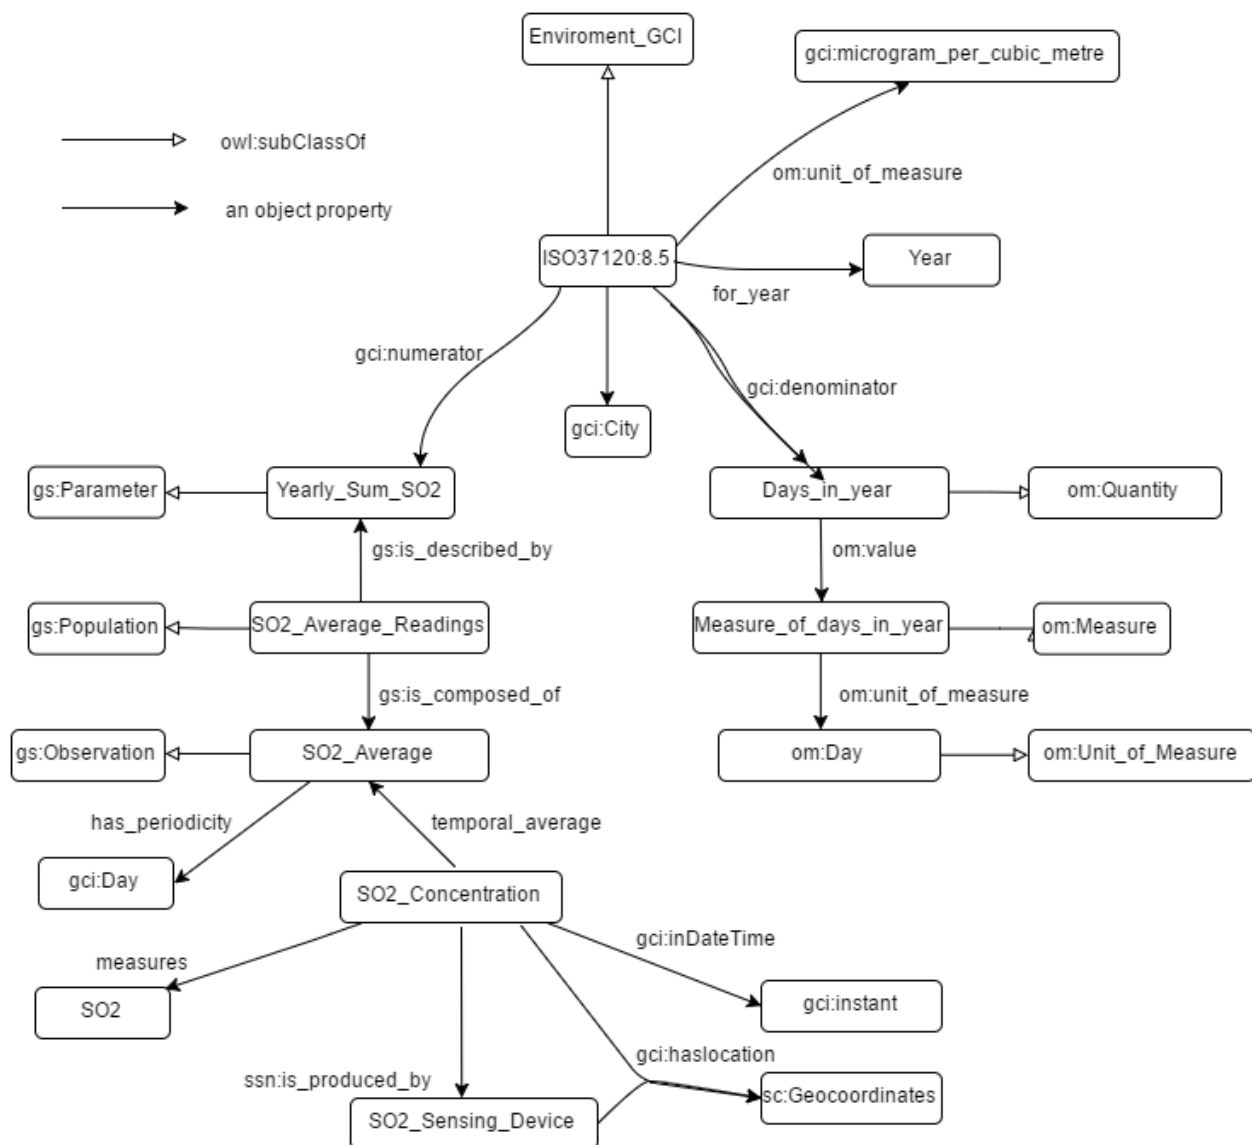 Enviroment_GCI
gci:microgram_per_cubic_metre
owl:subClassOf
om:unit_of_measure
an object property
ISO37120:8.5
Year
for_year
gci:numerator
gci:denominator
gci:City
gs:Parameter
Yearly_Sum_SO2
Days_in_year
om:Quantity
gs:is_described_by
om:value
gs:Population
SO2_Average_Readings
Measure_of_days_in_year
om:Measure
gs:is_composed_of
om:unit_of_measure
gs:Observation
SO2_Average
om:Day
om:Unit_of_Measure
has_periodicity
temporal_average
gci:Day
SO2_Concentration
gci:inDateTime
measures
SO2
gci:instant
gci:haslocation
ssn:is_produced_by
sc:Geocoordinates
SO2_Sensing_Device